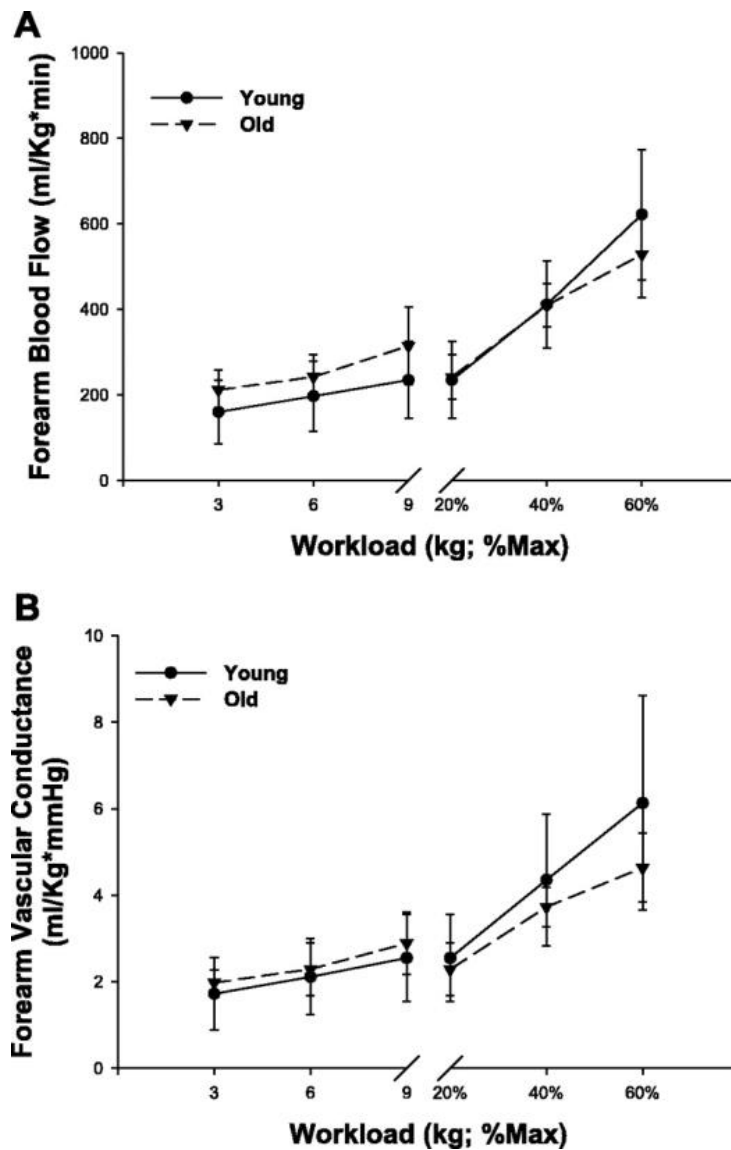 A
Forearm Blood Flow (ml/Kg*min)
1000
800
600
400
200
0
Young
Old
3
6
9
20%
40%
60%
Workload (kg; %Max)
B
Forearm Vascular Conductance
(ml/Kg*mmHg)
10
8
6
4
2
0
Young
Old
3
6
9
20%
40%
60%
Workload (kg; %Max)